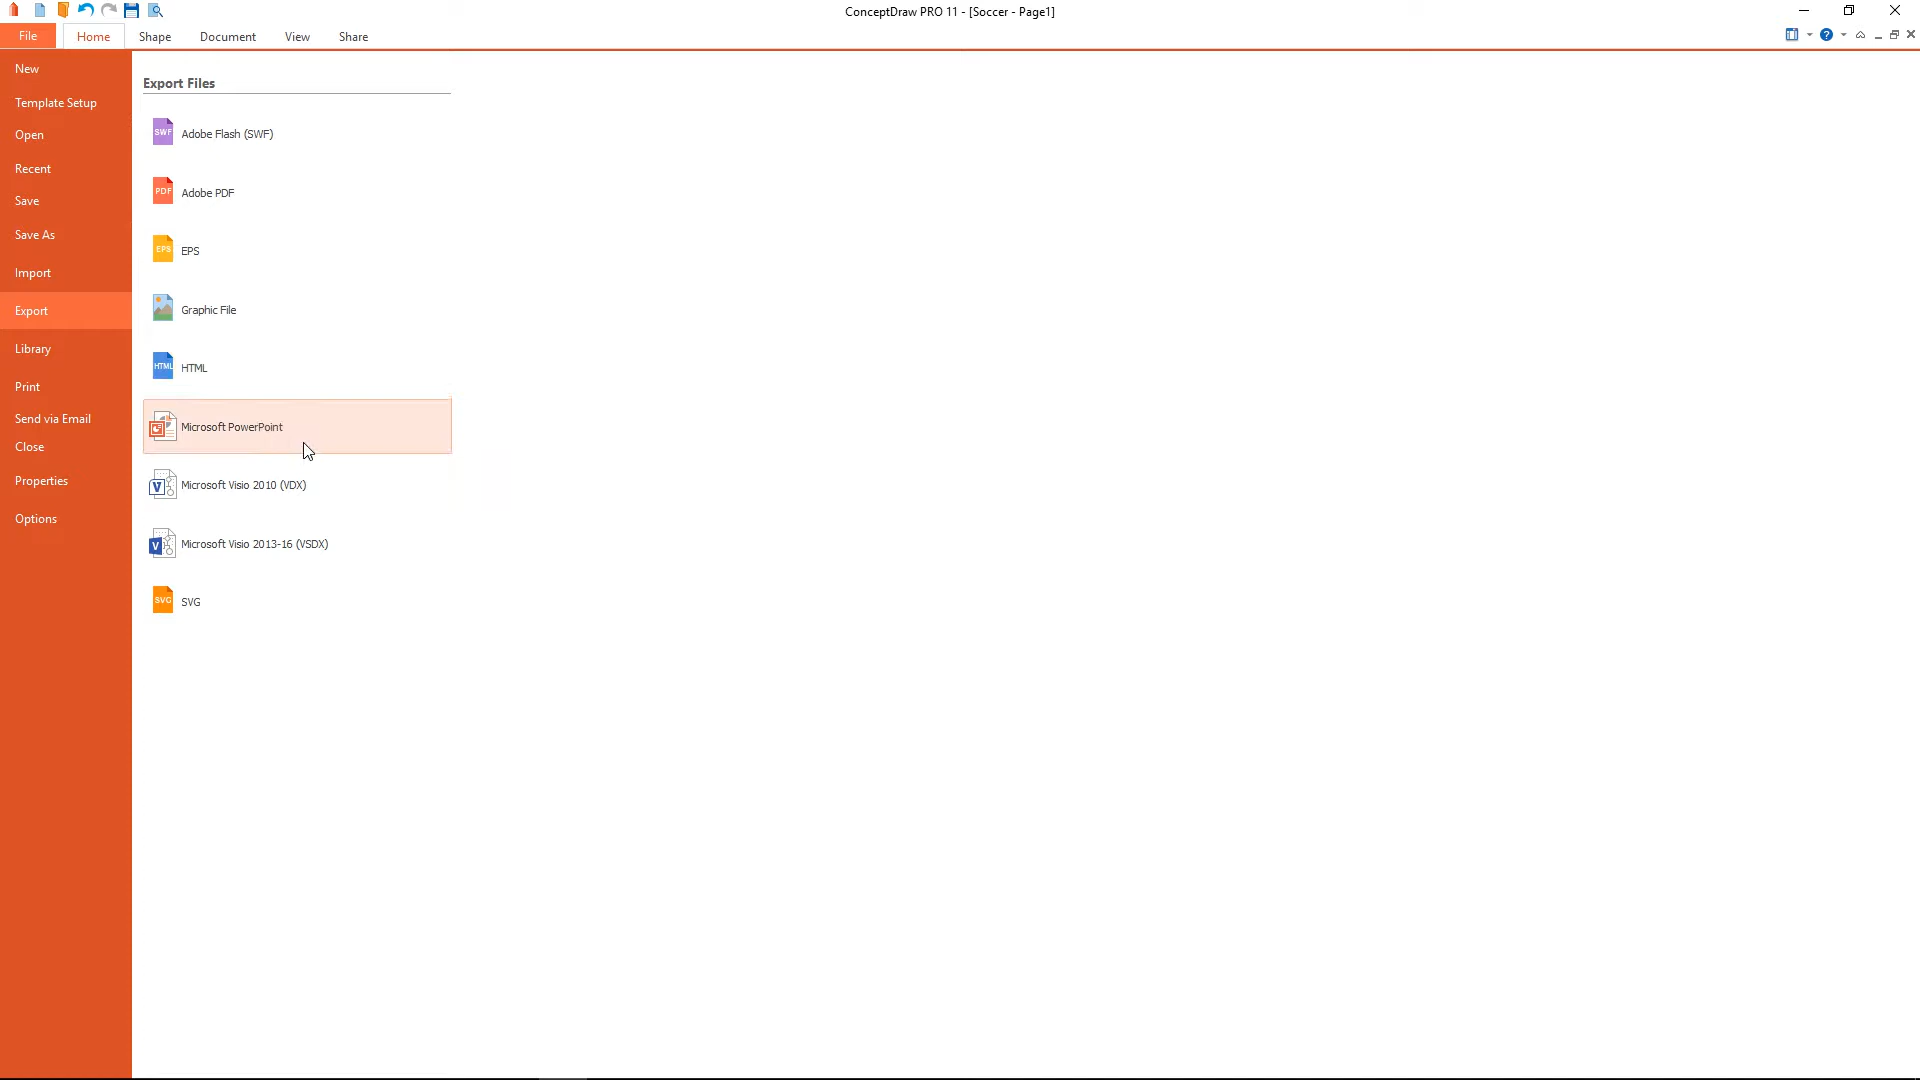 ConceptDraw PRO 11 - [Soccer - Page1]
File Home Shape Document View Share
New
Template Setup
Open
Recent
Save
Save As
Import
Export
Library
Print
Send via Email
Close
Properties
Options
Export Files
SWF Adobe Flash (SWF)
PDF Adobe PDF
EPS EPS
Graphic File
HTML HTML
Microsoft PowerPoint
V Microsoft Visio 2010 (VDX)
V Microsoft Visio 2013-16 (VSDX)
SVG SVG